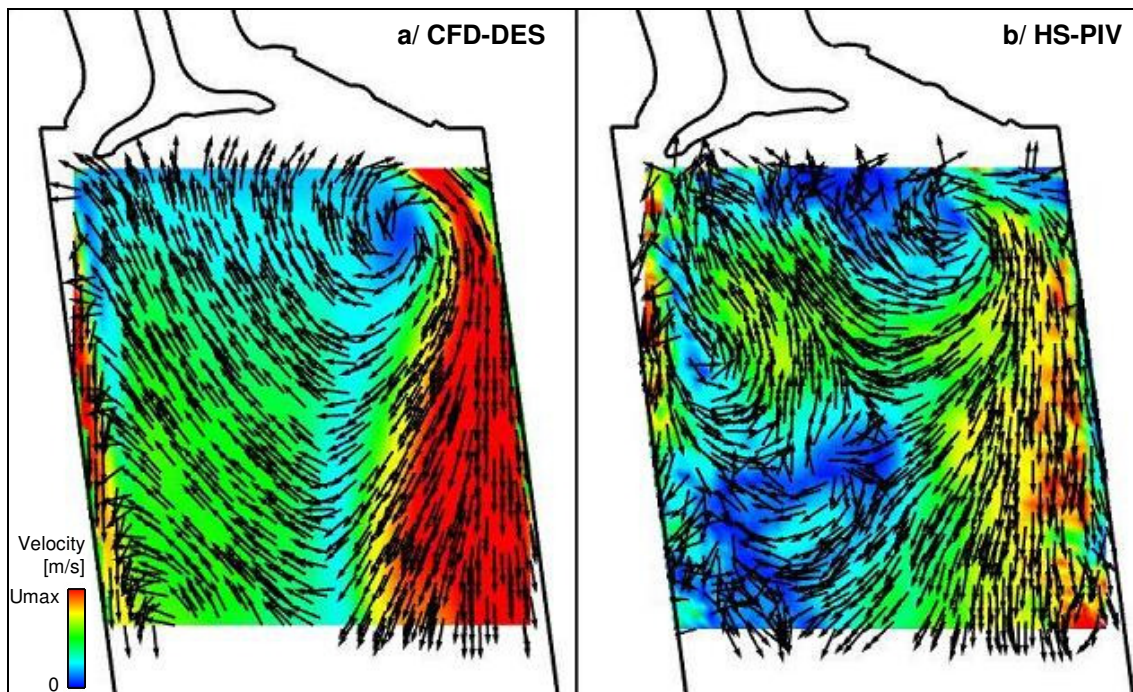 a/ CFD-DES
b/ HS-PIV
Velocity
[m/s]
Umax
0